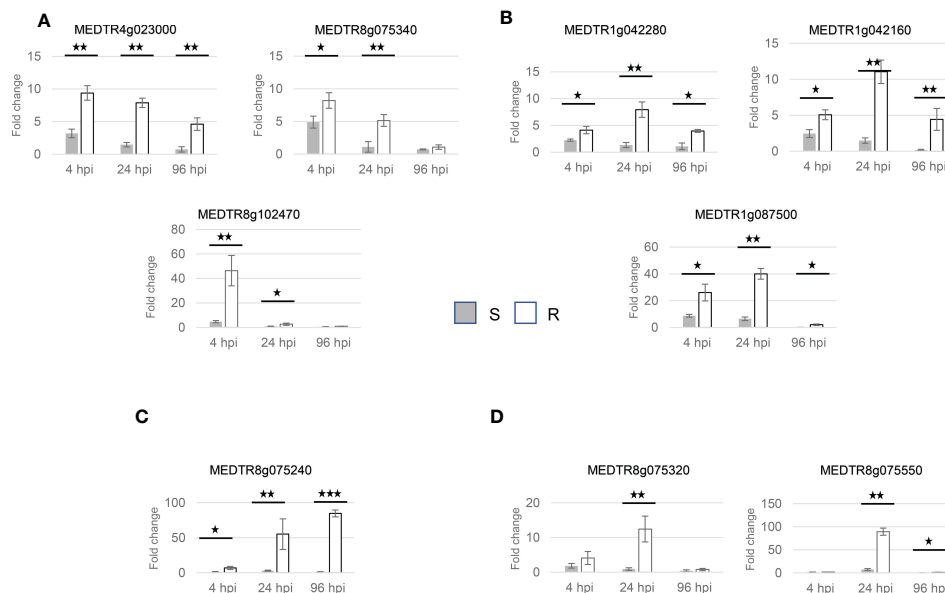 A
MEDTR4g023000
★★ ★★ ★★
15
10
5
0
Fold change
4 hpi 24 hpi 96 hpi
MEDTR8g075340
★ ★★
15
10
5
0
Fold change
4 hpi 24 hpi 96 hpi
MEDTR8g102470
★★ ★
80
60
40
20
0
Fold change
4 hpi 24 hpi 96 hpi
S R
B
MEDTR1g042280
★ ★★ ★
15
10
5
0
Fold change
4 hpi 24 hpi 96 hpi
MEDTR1g042160
★ ★★ ★★
15
10
5
0
Fold change
4 hpi 24 hpi 96 hpi
MEDTR1g087500
★ ★★ ★
60
40
20
0
Fold change
4 hpi 24 hpi 96 hpi
C
MEDTR8g075240
★ ★★ ★★★
100
50
0
Fold change
4 hpi 24 hpi 96 hpi
D
MEDTR8g075320
★★
20
10
0
Fold change
4 hpi 24 hpi 96 hpi
MEDTR8g075550
★★ ★
150
100
50
0
Fold change
4 hpi 24 hpi 96 hpi